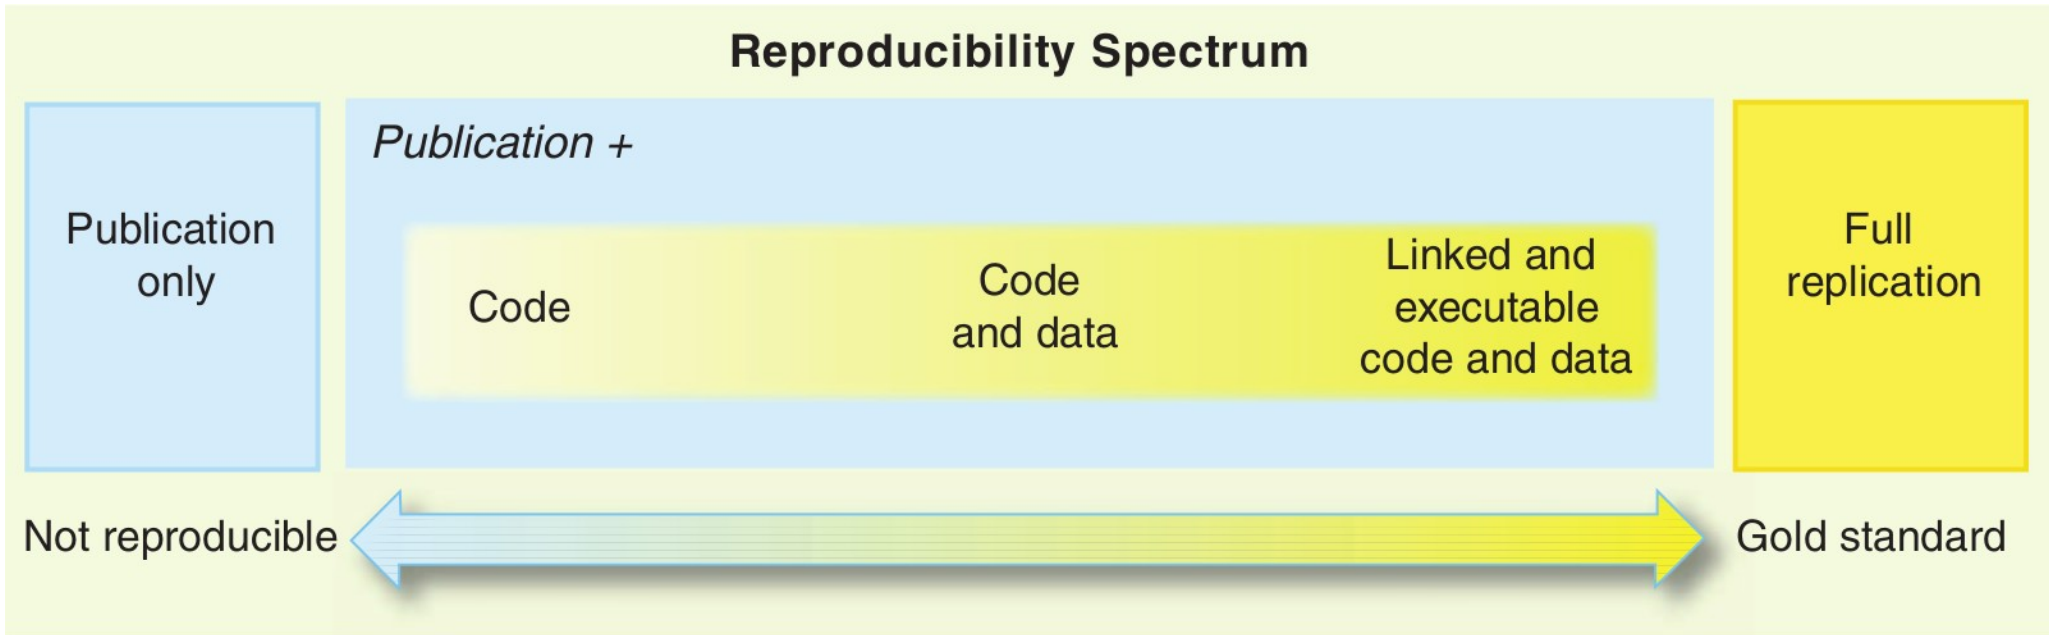 Reproducibility Spectrum
Publication
only
Publication +
Code
Code
and data
Linked and
executable
code and data
Full
replication
Not reproducible
Gold standard